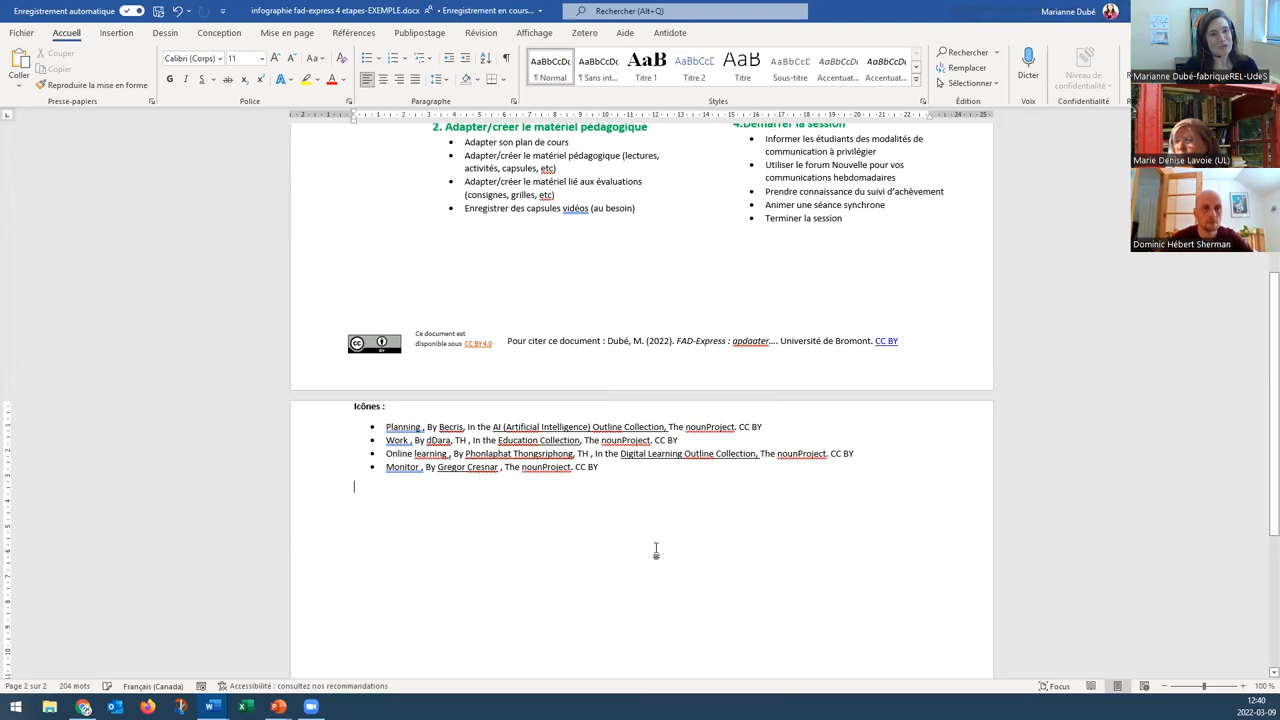 Enregistrement automatique
infographie fad-express 4 etapes-EXEMPLE.docx
Enregistrement en cours...
Rechercher (Alt+Q)
Marianne Dubé
Fichier Accueil Insertion Dessin Conception Mise en page Références Publipostage Révision Affichage Zotero Aide Antidote
Coller
Couper
Copier
Reproduire la mise en forme
Presse-papiers
Calibri (Corps) 11
Police
Paragraphe
AaBbCcDc AaBbCcDc AaB AaBbCcDc AaB AaBbCcD AaBbCcDc AaBbCcDc
¶ Normal ¶ Sans int... Titre 1 Titre 2 Titre Sous-titre Accentuat... Accentuat...
Styles
Rechercher
Remplacer
Sélectionner
Édition
Dicter
Voix
Niveau de
confidentialité
Confidentialité
Marianne Dubé-fabriqueREL-UdeS
Marie Denise Lavoie (UL)
Dominic Hébert Sherman
2. Adapter/créer le matériel pédagogique
Adapter son plan de cours
Adapter/créer le matériel pédagogique (lectures,
activités, capsules, etc)
Adapter/créer le matériel lié aux évaluations
(consignes, grilles, etc)
Enregistrer des capsules vidéos (au besoin)
4.Démarrer la session
Informer les étudiants des modalités de
communication à privilégier
Utiliser le forum Nouvelle pour vos
communications hebdomadaires
Prendre connaissance du suivi d'achèvement
Animer une séance synchrone
Terminer la session
CC BY
Ce document est
disponible sous CC BY 4.0
Pour citer ce document : Dubé, M. (2022). FAD-Express : apdaater.... Université de Bromont. CC BY
Icônes :
Planning , By Becris, In the AI (Artificial Intelligence) Outline Collection, The nounProject. CC BY
Work , By dDara, TH , In the Education Collection, The nounProject. CC BY
Online learning , By Phonlaphat Thongsriphong, TH , In the Digital Learning Outline Collection, The nounProject. CC BY
Monitor , By Gregor Cresnar , The nounProject. CC BY
Page 2 sur 2 204 mots Français (Canada) Accessibilité : consultez nos recommandations Focus 100 %
12:40
2022-03-09